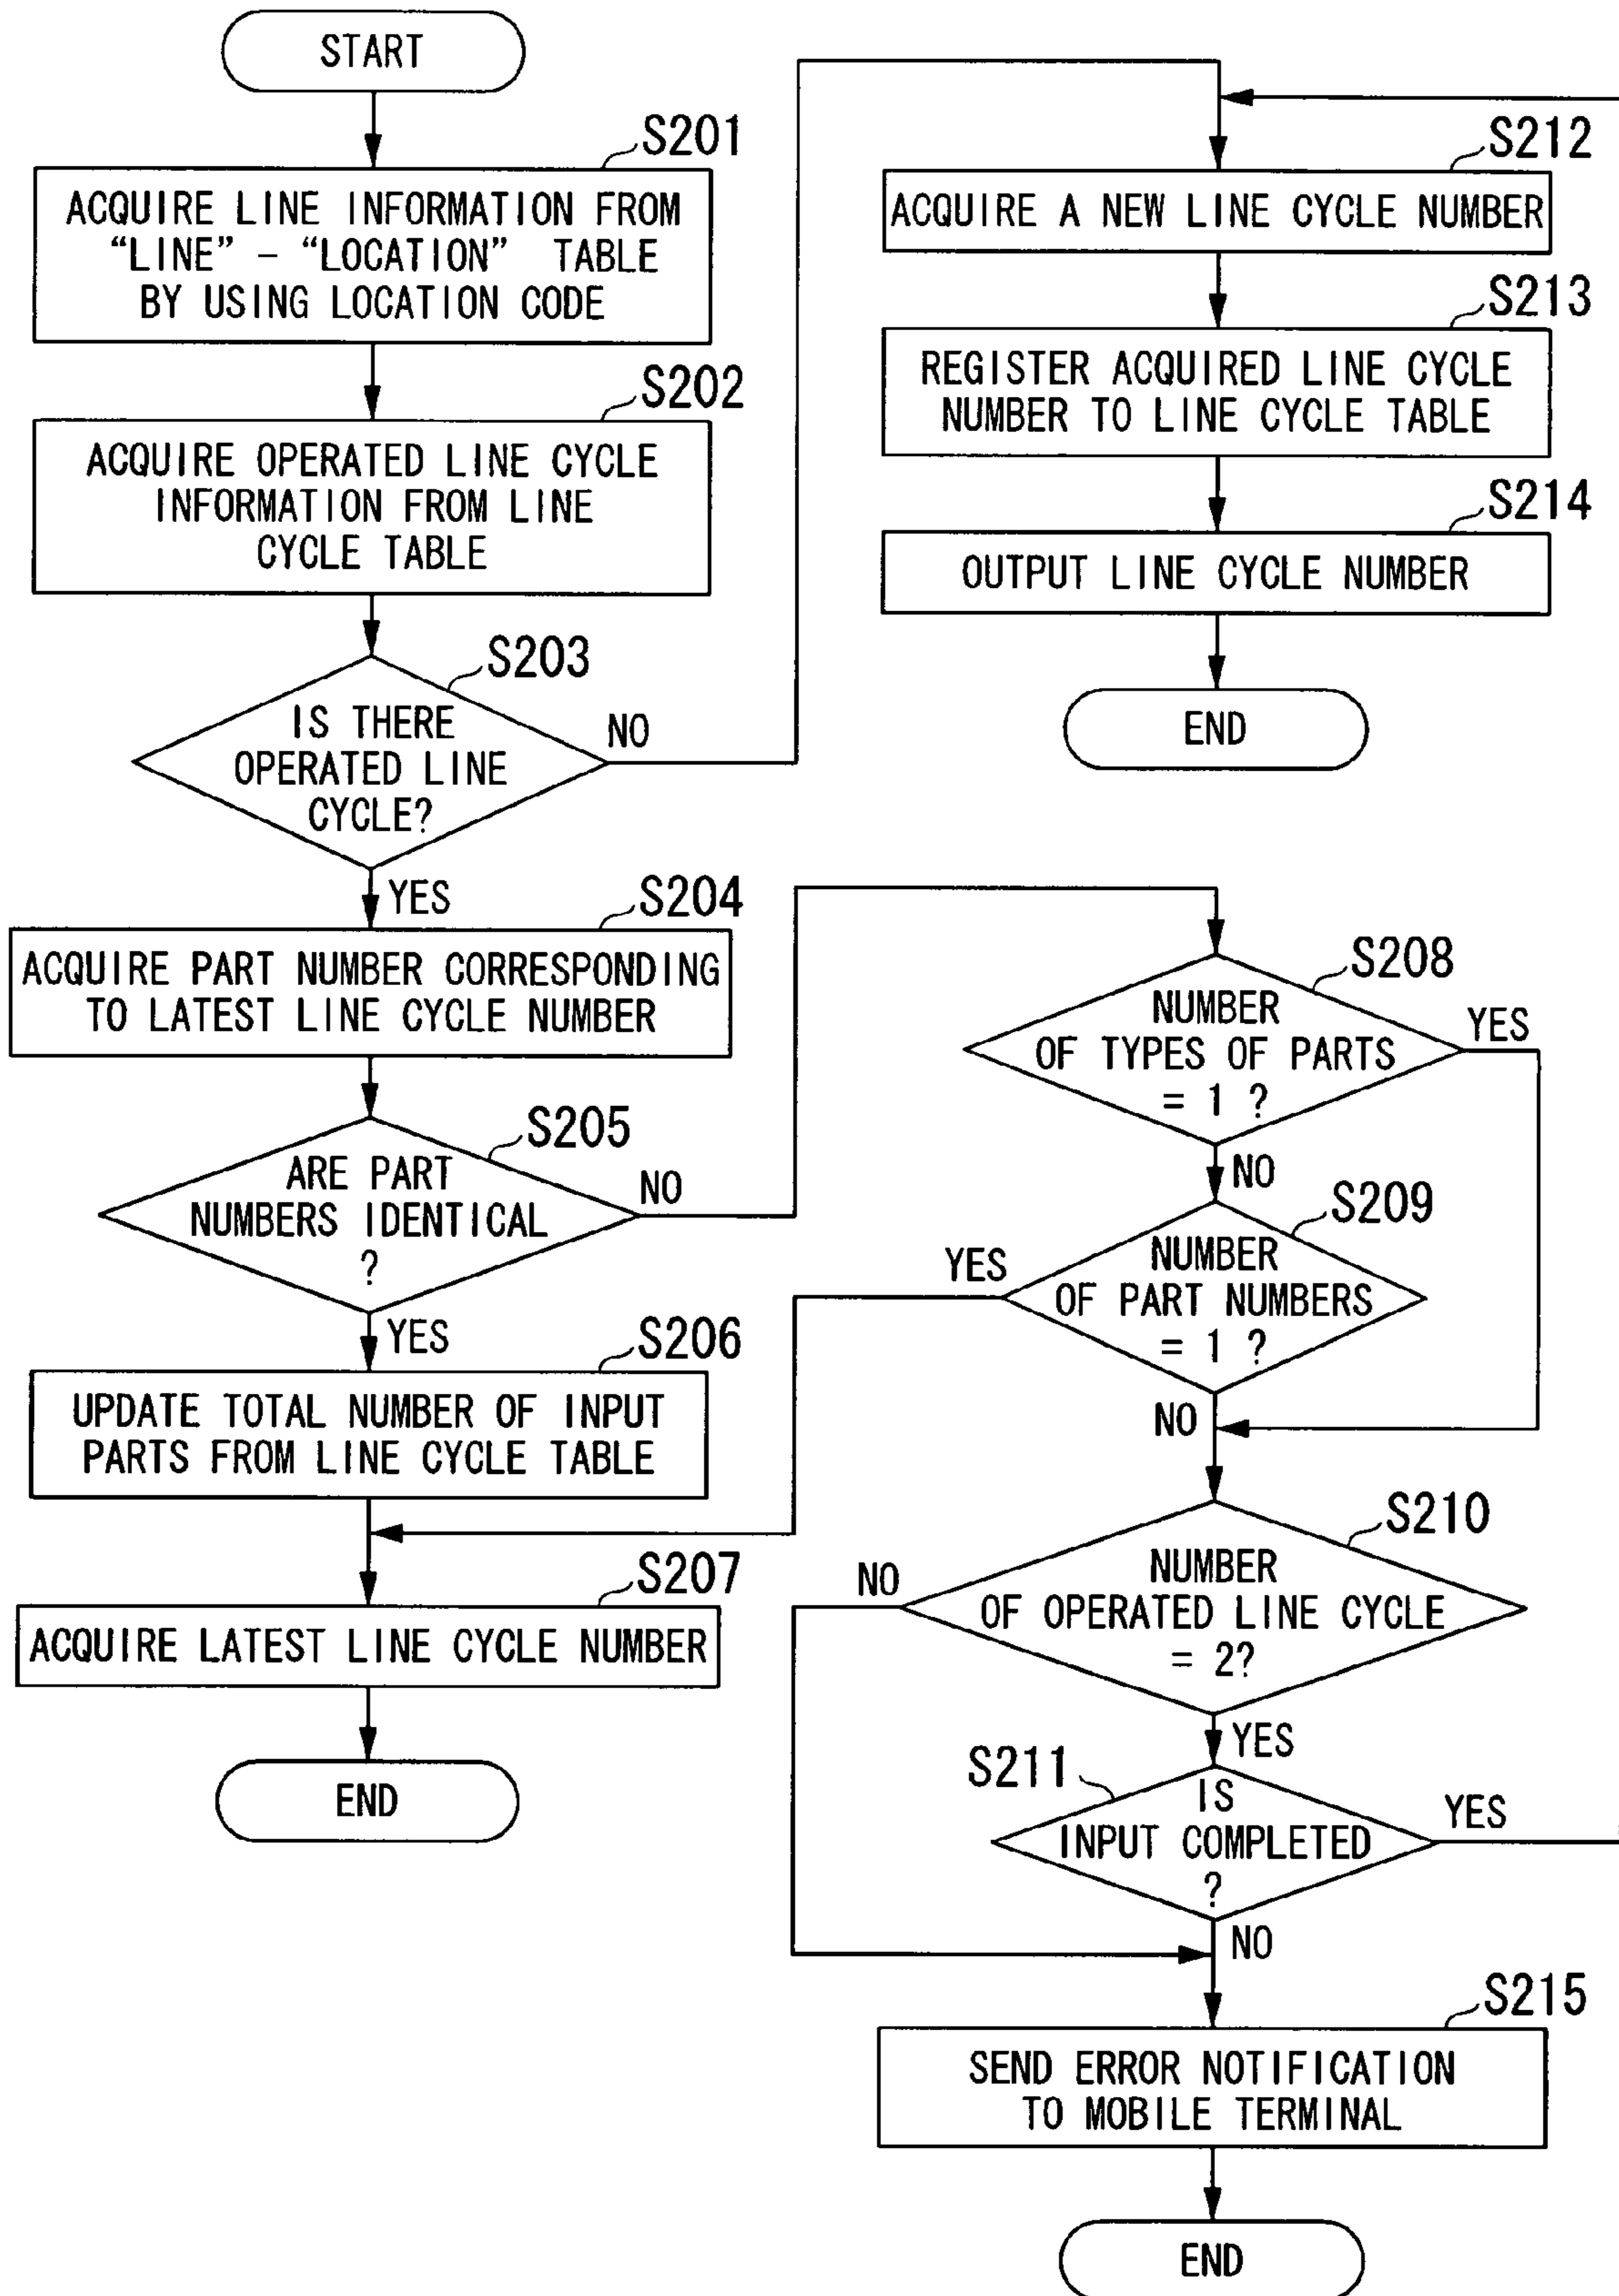 START
S201
ACQUIRE LINE INFORMATION FROM
“LINE” – “LOCATION” TABLE
BY USING LOCATION CODE
S202
ACQUIRE OPERATED LINE CYCLE
INFORMATION FROM LINE
CYCLE TABLE
S203
IS THERE
OPERATED LINE
CYCLE?
NO
YES
S204
ACQUIRE PART NUMBER CORRESPONDING
TO LATEST LINE CYCLE NUMBER
S205
ARE PART
NUMBERS IDENTICAL
?
NO
YES
S206
UPDATE TOTAL NUMBER OF INPUT
PARTS FROM LINE CYCLE TABLE
S207
ACQUIRE LATEST LINE CYCLE NUMBER
END
S212
ACQUIRE A NEW LINE CYCLE NUMBER
S213
REGISTER ACQUIRED LINE CYCLE
NUMBER TO LINE CYCLE TABLE
S214
OUTPUT LINE CYCLE NUMBER
END
S208
NUMBER
OF TYPES OF PARTS
= 1 ?
YES
NO
S209
NUMBER
OF PART NUMBERS
= 1 ?
YES
NO
S210
NUMBER
OF OPERATED LINE CYCLE
= 2?
NO
YES
S211
IS
INPUT COMPLETED
?
YES
NO
S215
SEND ERROR NOTIFICATION
TO MOBILE TERMINAL
END